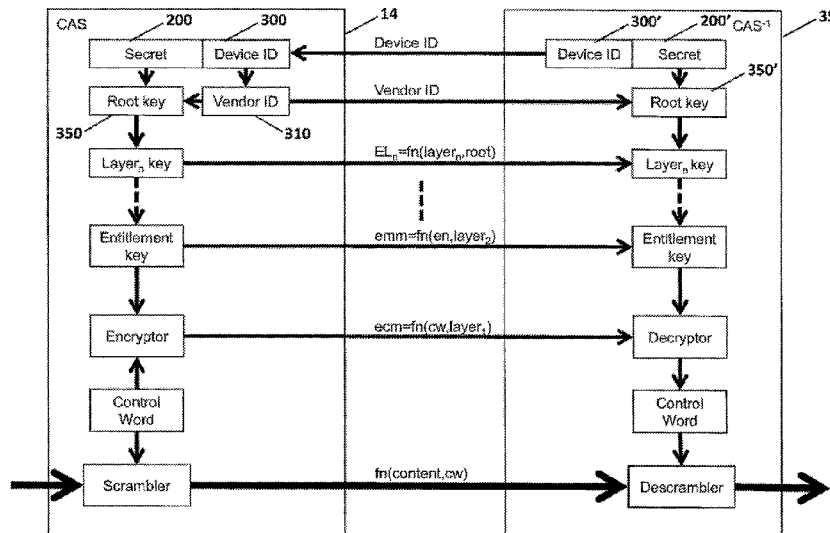 200 300 14 300' 200' 35
CAS Device ID CAS⁻¹
Secret Device ID Device ID Secret
350'
Vendor ID
Root key Vendor ID Root key
350 310
ELₙ=fn(layerₙ,root)
Layerₙ key Layerₙ key
emm=fn(en,layer₂)
Entitlement key Entitlement key
ecm=fn(cw,layer₁)
Encryptor Decryptor
Control Word Control Word
fn(content,cw)
Scrambler Descrambler